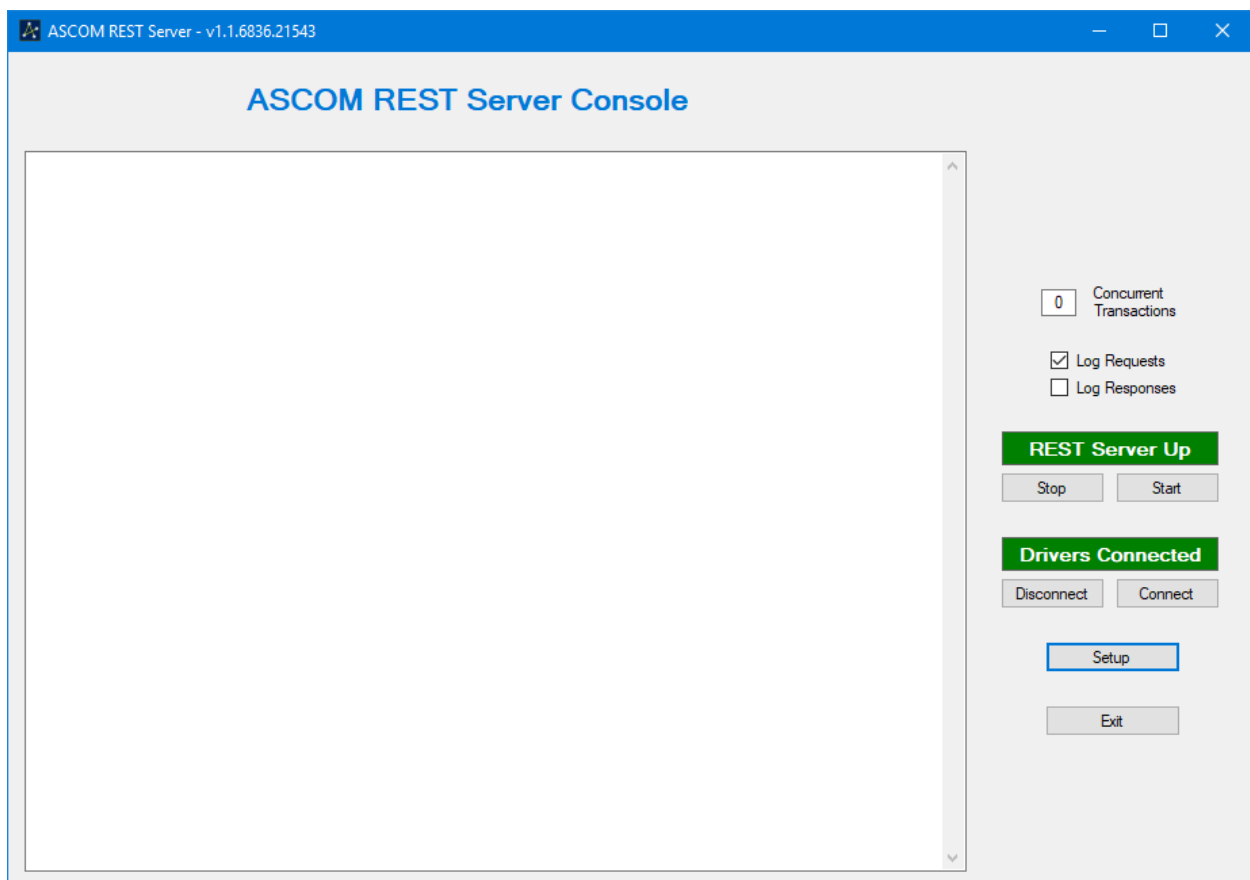 ASCOM REST Server - v1.1.6836.21543
ASCOM REST Server Console
0
Concurrent
Transactions
Log Requests
Log Responses
REST Server Up
Stop
Start
Drivers Connected
Disconnect
Connect
Setup
Exit